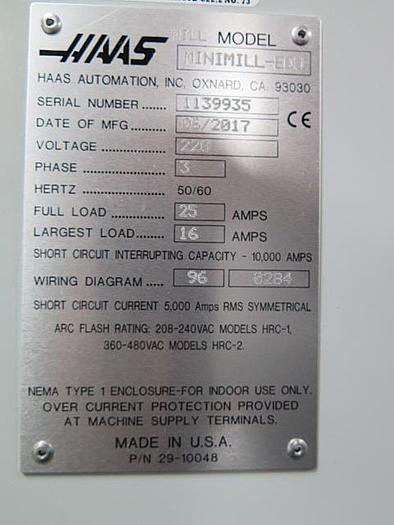 HAAS MILL MODEL
MINIMILL-EDU
HAAS AUTOMATION, INC. OXNARD, CA. 93030
SERIAL NUMBER ...... 1139935
DATE OF MFG ...... 06/2017 CE
VOLTAGE ............ 220
PHASE ............ 3
HERTZ ............ 50/60
FULL LOAD ............ 25 AMPS
LARGEST LOAD........ 16 AMPS
SHORT CIRCUIT INTERRUPTING CAPACITY - 10,000 AMPS
WIRING DIAGRAM ...... 96 0284
SHORT CIRCUIT CURRENT 5,000 Amps RMS SYMMETRICAL
ARC FLASH RATING: 208-240VAC MODELS HRC-1,
360-480VAC MODELS HRC-2.
NEMA TYPE 1 ENCLOSURE-FOR INDOOR USE ONLY.
OVER CURRENT PROTECTION PROVIDED
AT MACHINE SUPPLY TERMINALS.
MADE IN U.S.A.
P/N 29-10048